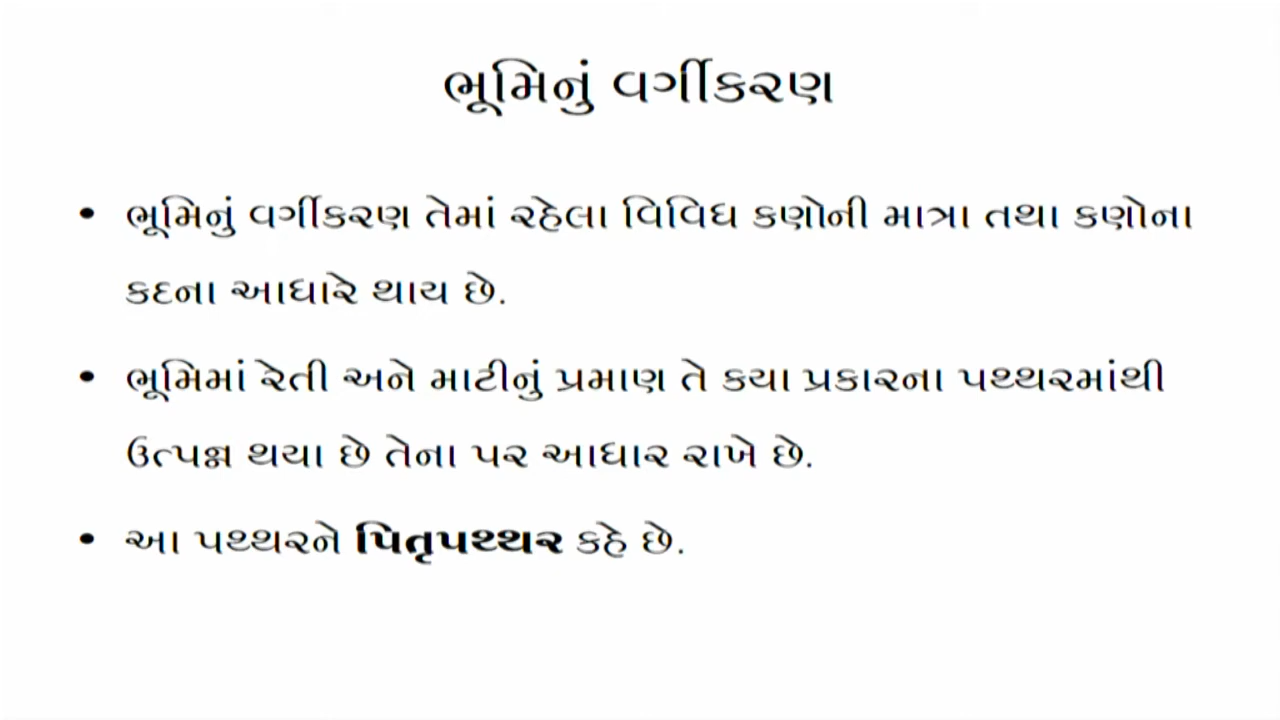 ભૂમિનું વર્ગીકરણ
• ભૂમિનું વર્ગીકરણ તેમાં રહેલા વિવિધ કણોની માત્રા તથા કણોના
કદના આધારે થાય છે.
• ભૂમિમાં રેતી અને માટીનું પ્રમાણ તે કયા પ્રકારના પથ્થરમાંથી
ઉત્પન્ન થયા છે તેના પર આધાર રાખે છે.
• આ પથ્થરને પિતૃપથ્થર કહે છે.